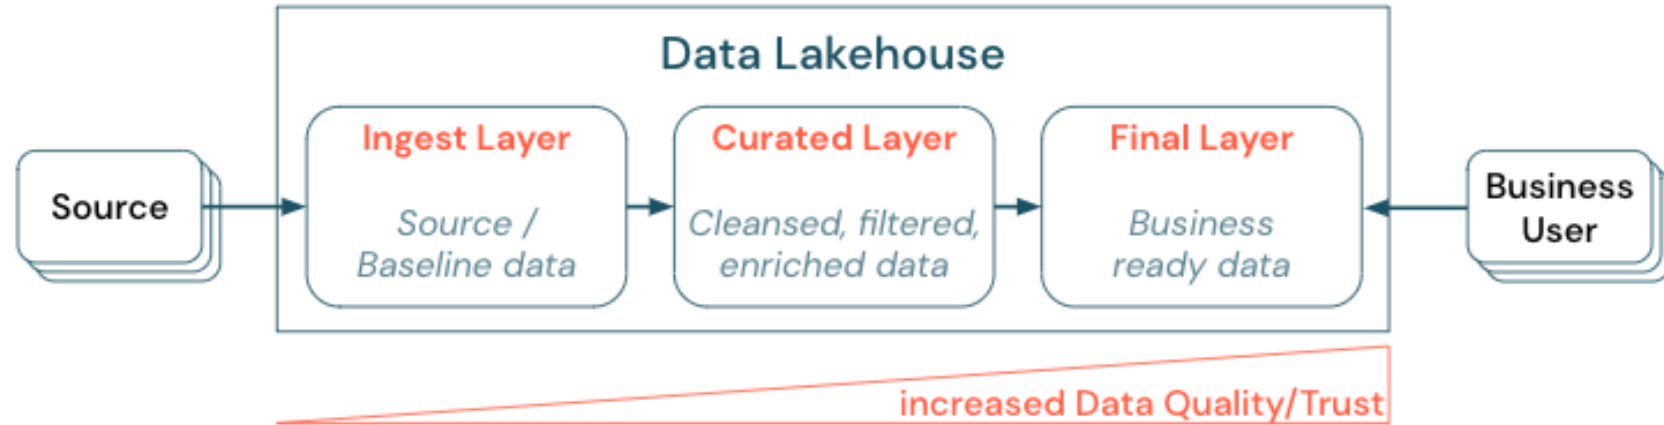 Data Lakehouse
Source
Ingest Layer
Source /
Baseline data
Curated Layer
Cleansed, filtered,
enriched data
Final Layer
Business
ready data
Business
User
increased Data Quality/Trust